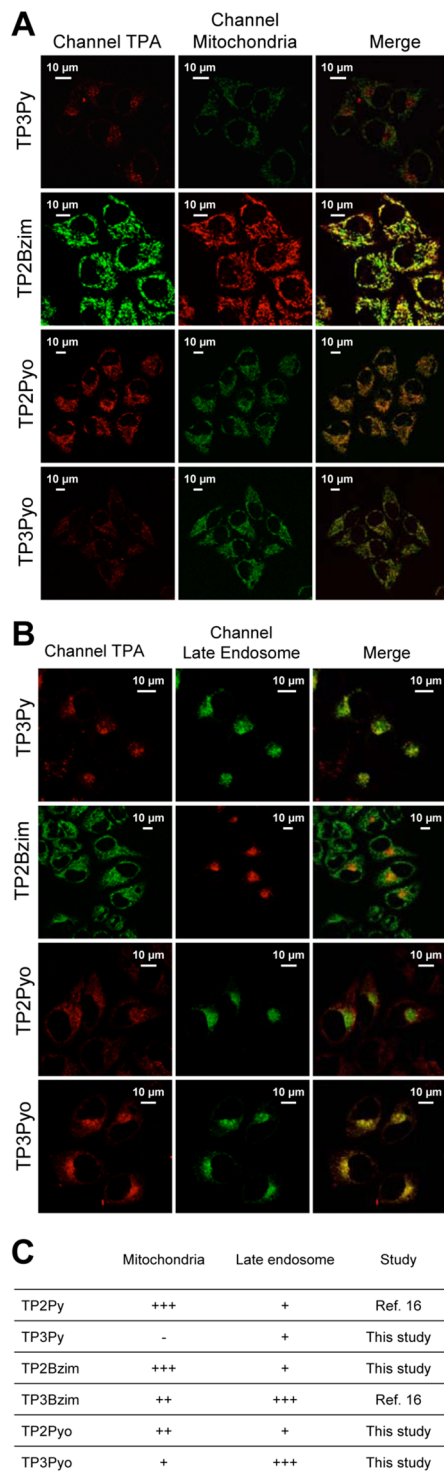 A
Channel TPA
Channel
Mitochondria
Merge
TP3Py
10 µm
10 µm
10 µm
TP2Bzim
10 µm
10 µm
10 µm
TP2Pyo
10 µm
10 µm
10 µm
TP3Pyo
10 µm
10 µm
10 µm
B
Channel TPA
Channel
Late Endosome
Merge
TP3Py
10 µm
10 µm
10 µm
TP2Bzim
10 µm
10 µm
10 µm
TP2Pyo
10 µm
10 µm
10 µm
TP3Pyo
10 µm
10 µm
10 µm
C
Mitochondria Late endosome Study
TP2Py +++ + Ref. 16
TP3Py - + This study
TP2Bzim +++ + This study
TP3Bzim ++ +++ Ref. 16
TP2Pyo ++ + This study
TP3Pyo + +++ This study